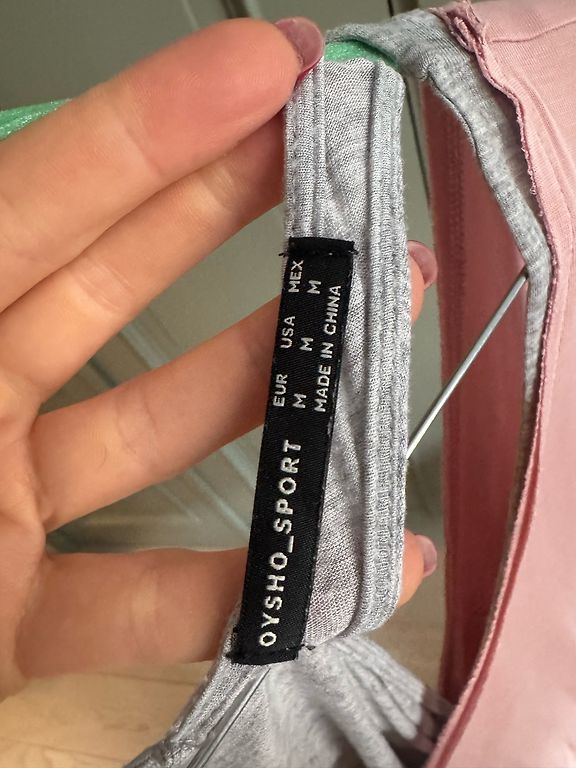 OYSHO_SPORT
EUR USA MEX
M M M
MADE IN CHINA